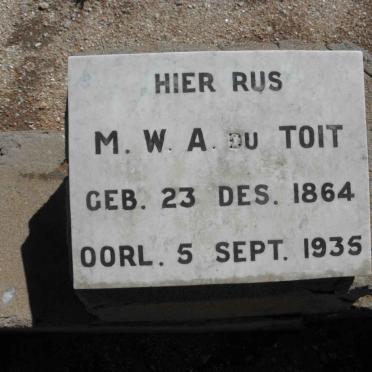 HIER RUS
M. W. A. DU TOIT
GEB. 23 DES. 1864
OORL. 5 SEPT. 1935